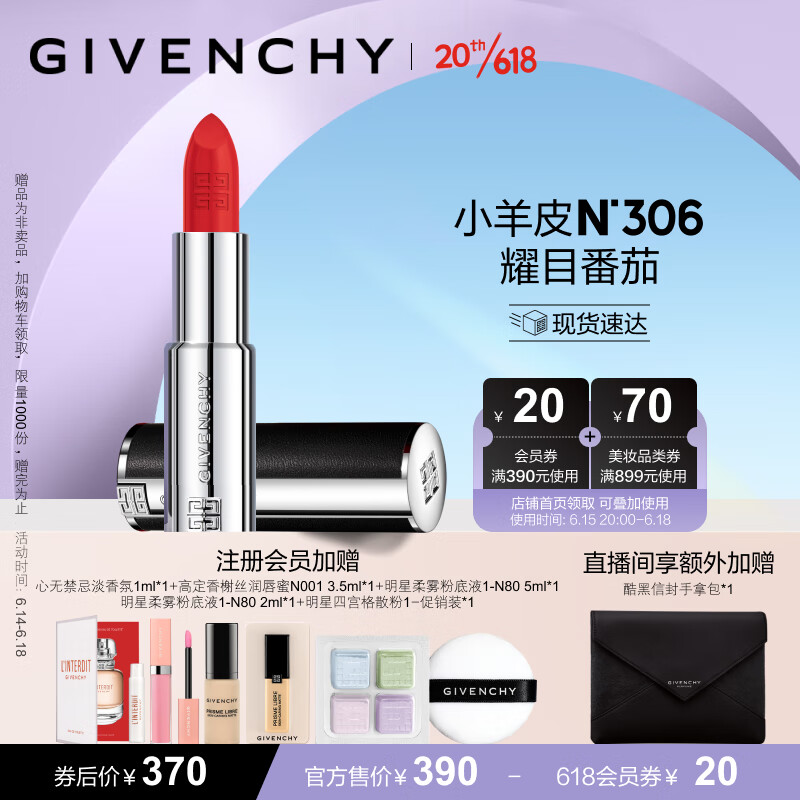 GIVENCHY
20th/618
小羊皮N°306
耀目番茄
现货速达
¥20
会员券
满390元使用
+
¥70
美妆品类券
满899元使用
店铺首页领取 可叠加使用
使用时间: 6.15 20:00-6.18
赠品为非卖品，加购物车领取，限量1000份，赠完为止 活动时间: 6.14-6.18
GIVENCHY
注册会员加赠
心无禁忌淡香氛1ml*1+高定香榭丝润唇蜜N001 3.5ml*1+明星柔雾粉底液1-N80 5ml*1
明星柔雾粉底液1-N80 2ml*1+明星四宫格散粉1-促销装*1
直播间享额外加赠
酷黑信封手拿包*1
L'INTERDIT
GIVENCHY
GIVENCHY
PRISME LIBRE
PRISME LIBRE
GIVENCHY
GIVENCHY
GIVENCHY
券后价¥370
官方售价¥390 - 618会员券¥20